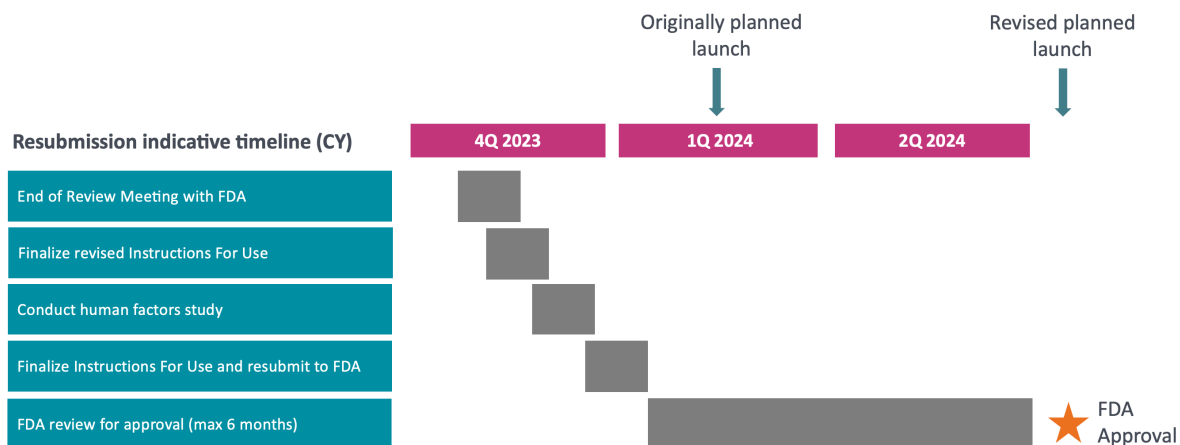 Originally planned
launch
Revised planned
launch
Resubmission indicative timeline (CY)
4Q 2023
1Q 2024
2Q 2024
End of Review Meeting with FDA
Finalize revised Instructions For Use
Conduct human factors study
Finalize Instructions For Use and resubmit to FDA
FDA review for approval (max 6 months)
FDA
Approval